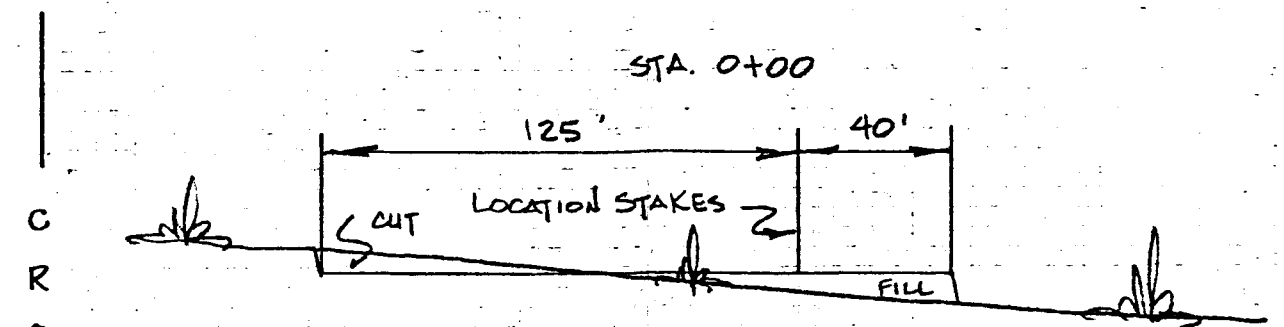 STA. 0+00
125'
40'
LOCATION STAKES
CUT
C
R
FILL